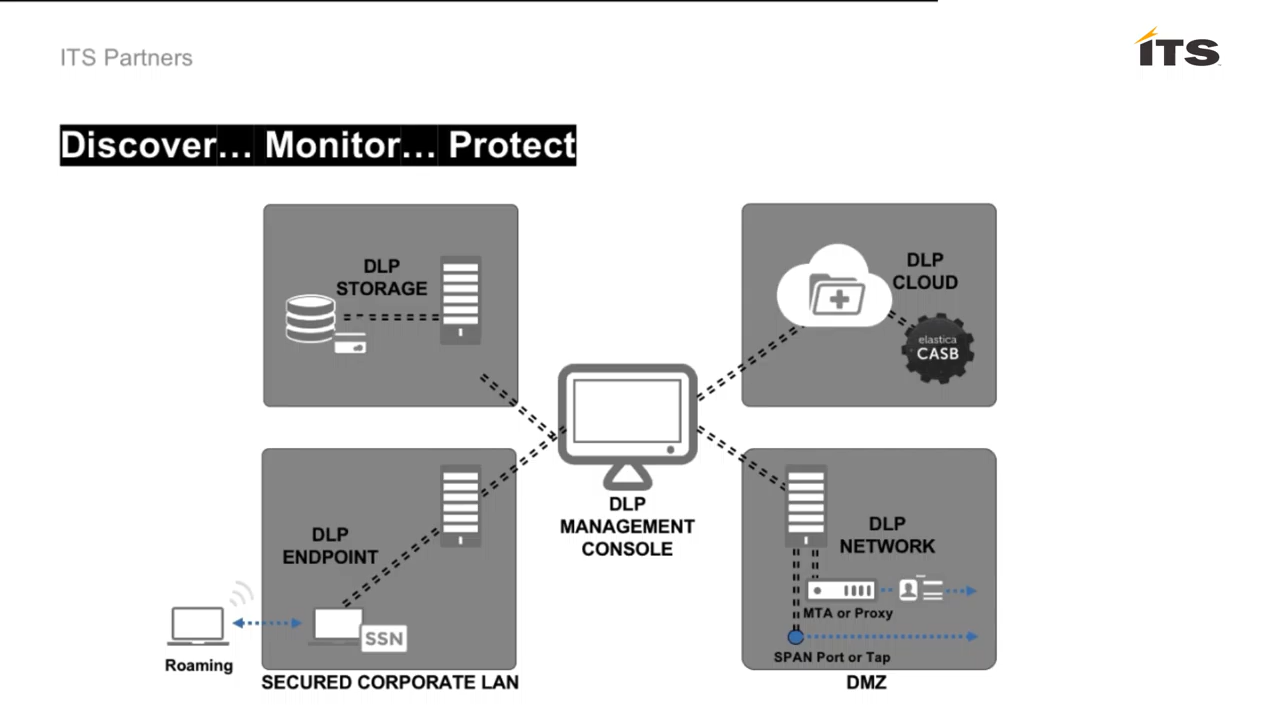 ITS Partners
ITS
Discover... Monitor... Protect
DLP
STORAGE
DLP
CLOUD
elastica
CASB
DLP
MANAGEMENT
CONSOLE
DLP
ENDPOINT
SSN
Roaming
SECURED CORPORATE LAN
DLP
NETWORK
MTA or Proxy
SPAN Port or Tap
DMZ